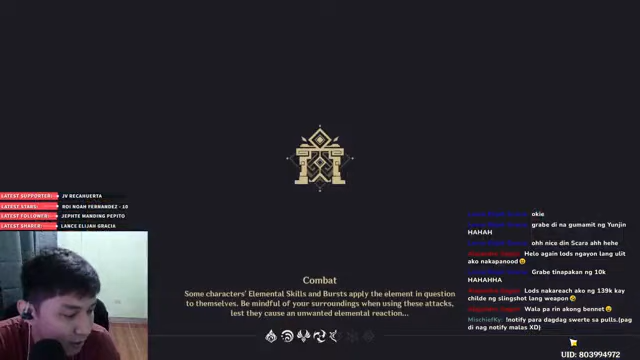 LATEST SUPPORTER: JV RECAHUERTA
LATEST STARS: ROI NOAH FERNANDEZ - 10
LATEST FOLLOWER: JEPHTE MANDING PEPITO
LATEST SHARER: LANCE ELIJAH GRACIA
okie
grabe di na gumamit ng Yunjin
HAHAH
ohh nice din Scara ahh hehe
Helo again lods ngayon lang ulit
ako nakapanood
Grabe tinapakan ng 10k
HAHAHHA
Lods nakareach ako ng 139k kay
childe ng slingshot lang weapon
Wala pa rin akong bennet
MischiefKy: !notify para dagdag swerte sa pulls.(pag
di nag notify malas XD)
Combat
Some characters' Elemental Skills and Bursts apply the element in question
to themselves. Be mindful of your surroundings when using these attacks,
lest they cause an unwanted elemental reaction...
UID: 803994972